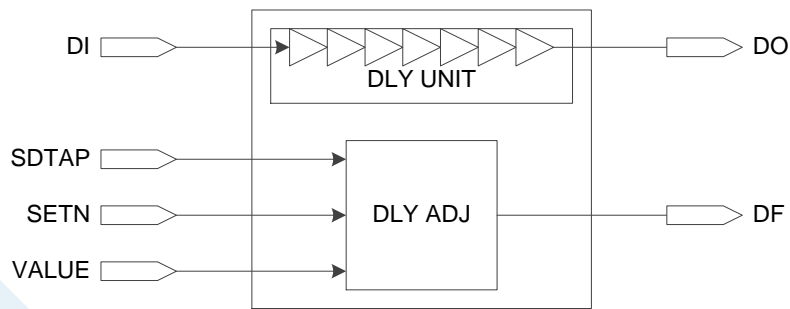 DI
DO
DLY UNIT
SDTAP
SETN
DLY ADJ
DF
VALUE